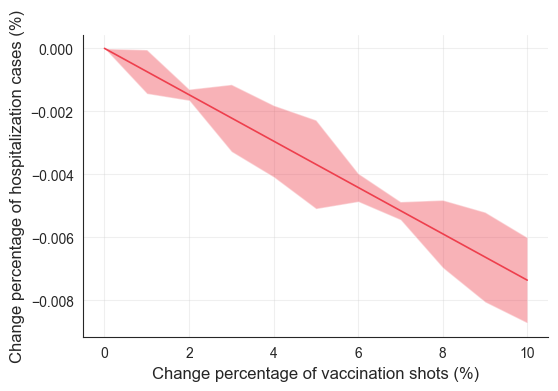 Change percentage of hospitalization cases (%)
0.000
−0.002
−0.004
−0.006
−0.008
0 2 4 6 8 10
Change percentage of vaccination shots (%)